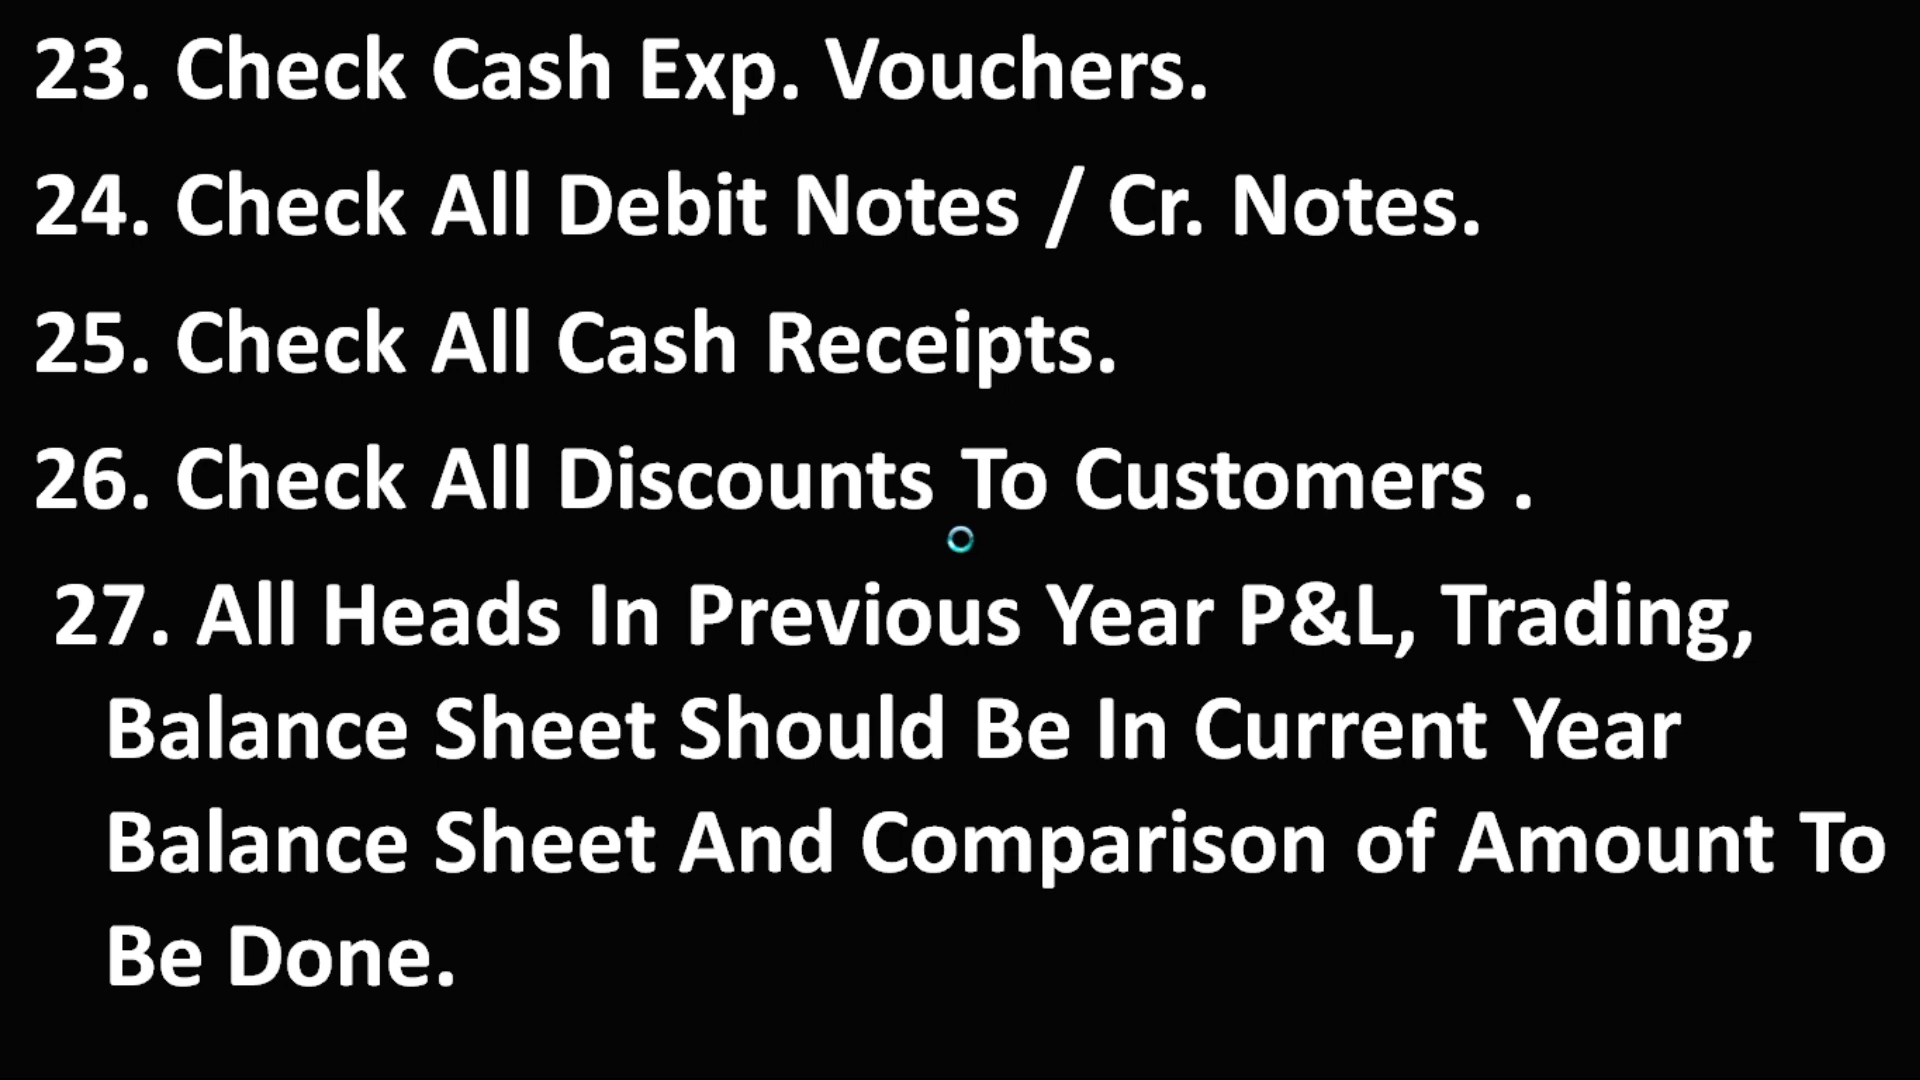 23. Check Cash Exp. Vouchers.
24. Check All Debit Notes / Cr. Notes.
25. Check All Cash Receipts.
26. Check All Discounts To Customers .
27. All Heads In Previous Year P&L, Trading,
Balance Sheet Should Be In Current Year
Balance Sheet And Comparison of Amount To
Be Done.